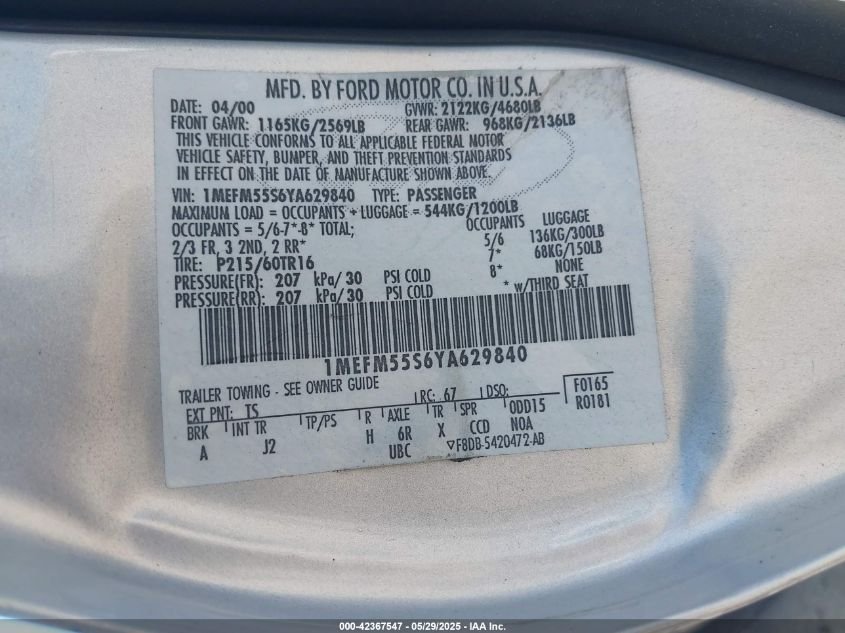 MFD. BY FORD MOTOR CO. IN U.S.A.
DATE: 04/00 GVWR: 2122KG/4680LB
FRONT GAWR: 1165KG/2569LB REAR GAWR: 968KG/2136LB
THIS VEHICLE CONFORMS TO ALL APPLICABLE FEDERAL MOTOR
VEHICLE SAFETY, BUMPER, AND THEFT PREVENTION STANDARDS
IN EFFECT ON THE DATE OF MANUFACTURE SHOWN ABOVE.
VIN: 1MEFM55S6YA629840 TYPE: PASSENGER
MAXIMUM LOAD = OCCUPANTS + LUGGAGE = 544KG/1200LB
OCCUPANTS = 5/6-7*-8* TOTAL; OCCUPANTS LUGGAGE
2/3 FR, 3 2ND, 2 RR* 5/6 136KG/300LB
TIRE: P215/60TR16 7* 68KG/150LB
PRESSURE(FR): 207 kPa/30 PSI COLD 8* NONE
PRESSURE(RR): 207 kPa/30 PSI COLD * w/THIRD SEAT
1MEFM55S6YA629840
TRAILER TOWING - SEE OWNER GUIDE
EXT PNT: TS RC: 67 DSO: F0165
BRK INT TR TP/PS R AXLE TR SPR ODD15 R0181
A J2 H 6R X CCD NOA
UBC ▽F8DB-5420472-AB
000-42367547 - 05/29/2025 - IAA Inc.